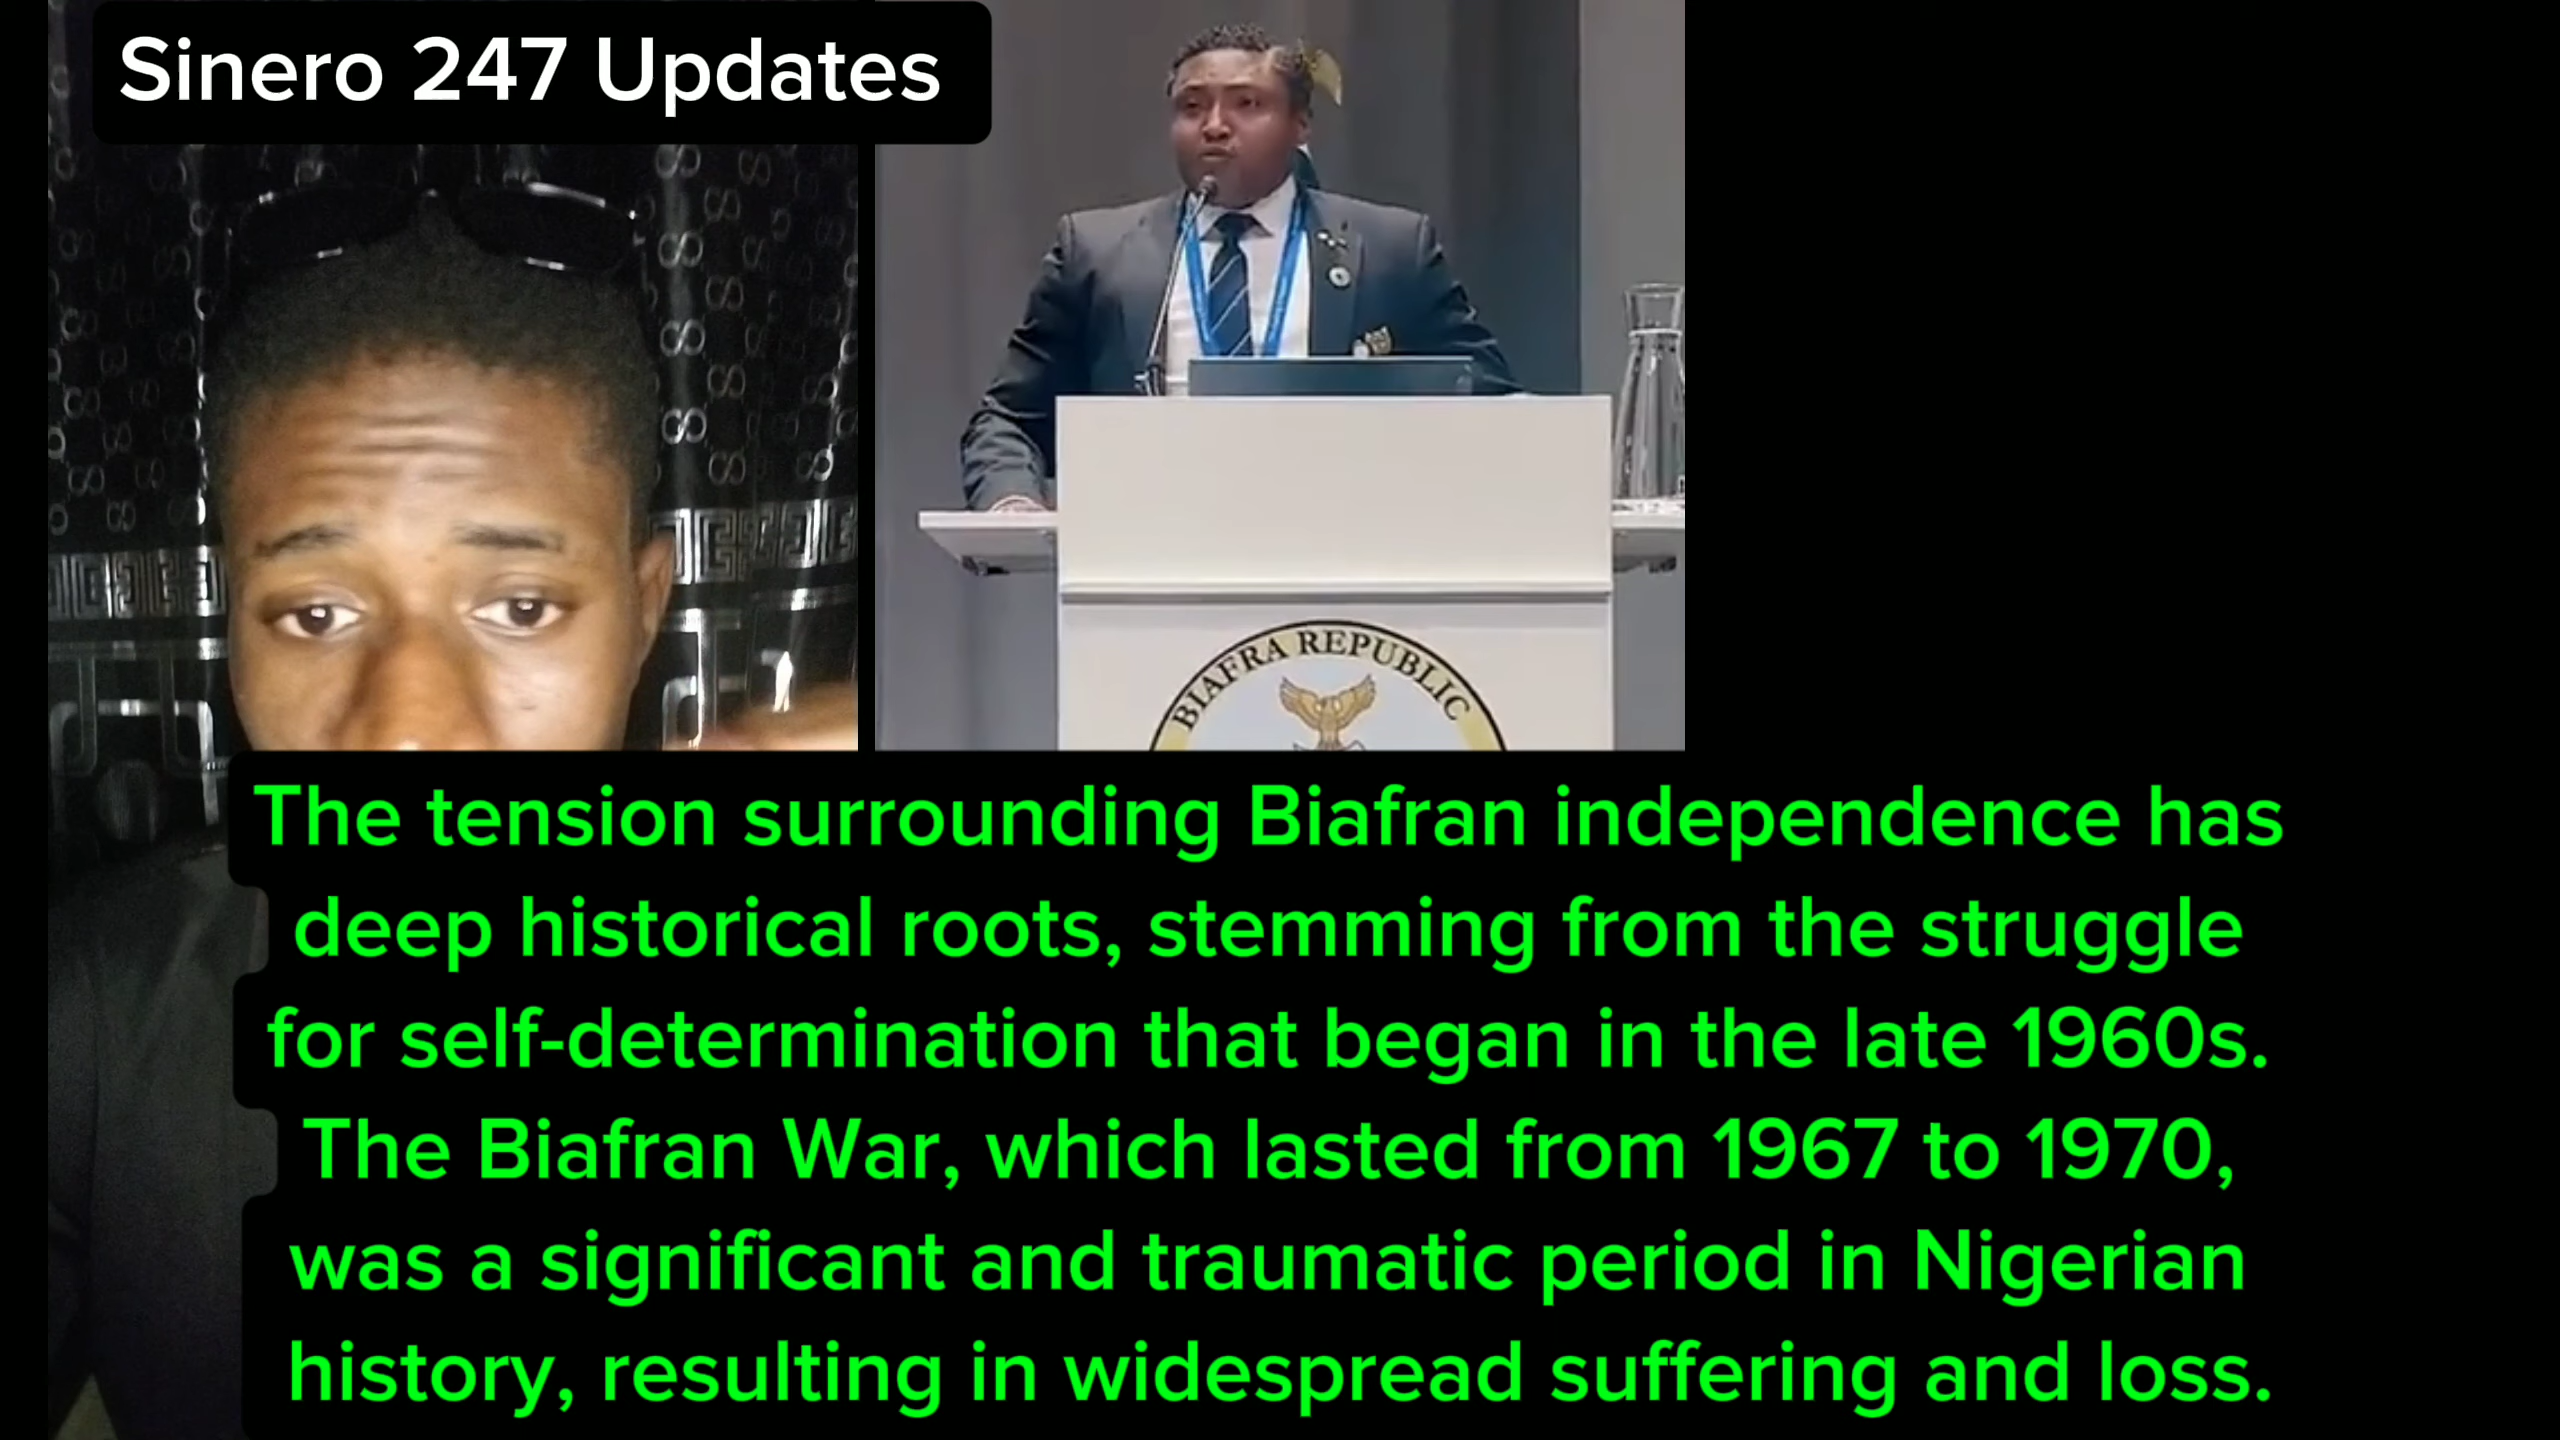 Sinero 247 Updates
BIAFRA REPUBLIC
The tension surrounding Biafran independence has
deep historical roots, stemming from the struggle
for self-determination that began in the late 1960s.
The Biafran War, which lasted from 1967 to 1970,
was a significant and traumatic period in Nigerian
history, resulting in widespread suffering and loss.